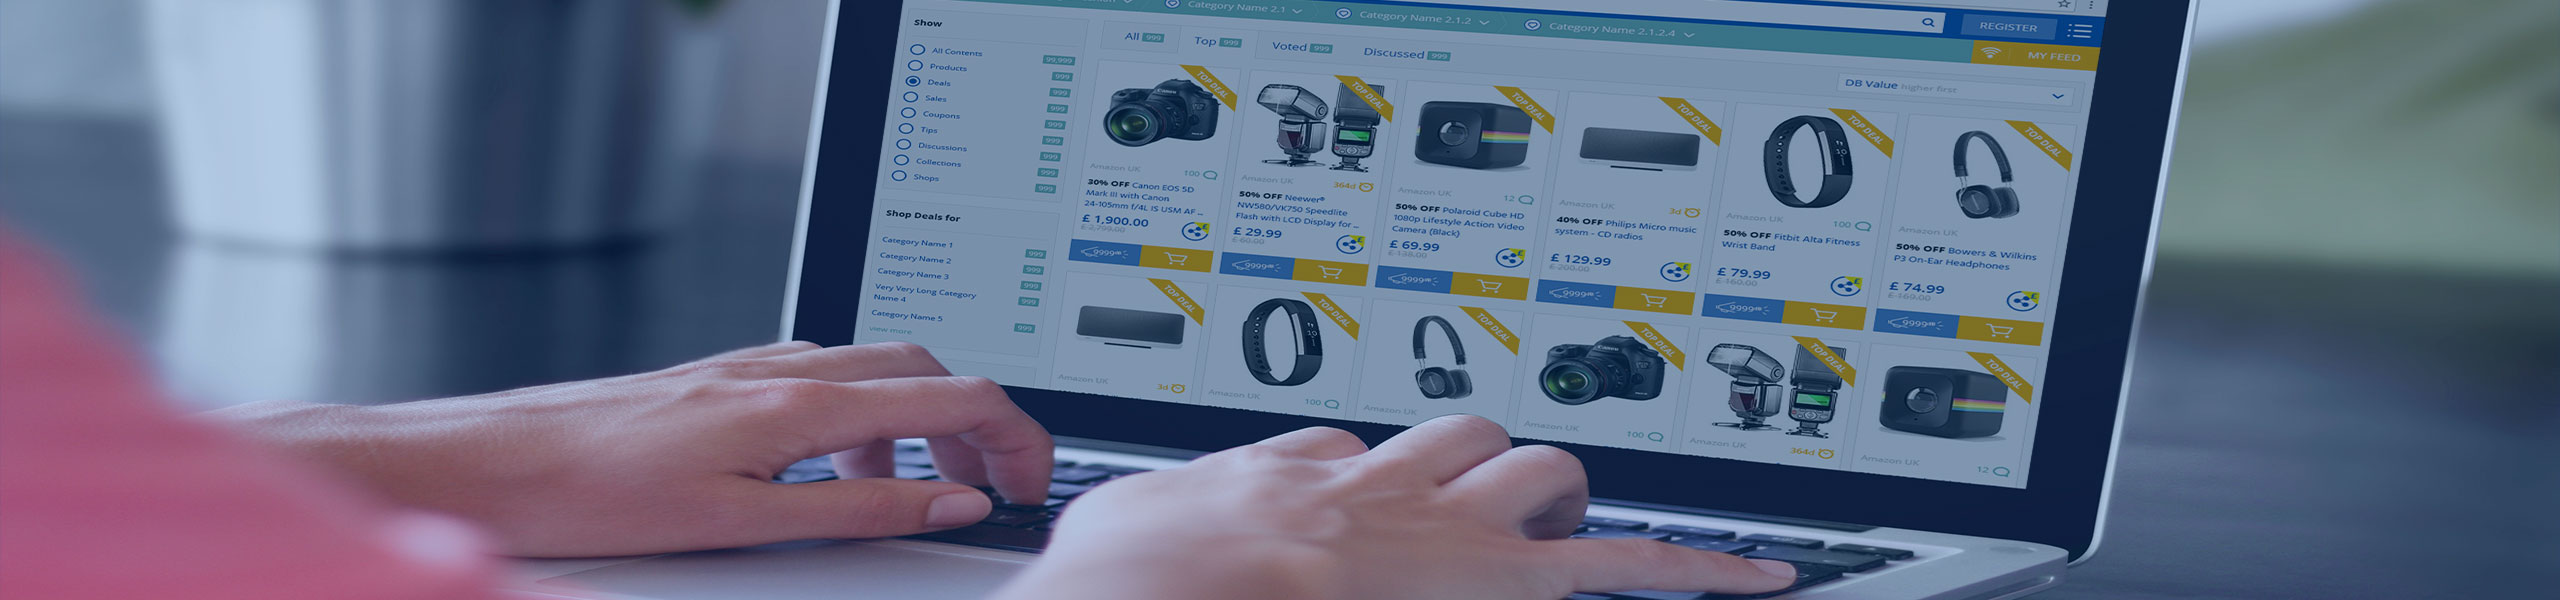 Category Name 2.1
Category Name 2.1.2
Category Name 2.1.2.4
REGISTER
MY FEED
Show
All Contents 99,999
Products 999
Deals 999
Sales 999
Coupons 999
Tips 999
Discussions 999
Collections 999
Shops 999
Shop Deals for
Category Name 1 999
Category Name 2 999
Category Name 3 999
Very Very Long Category
Name 4 999
Category Name 5 999
View more
All 999
Top 999
Voted 999
Discussed 999
DB Value higher first
TOP DEAL
Canon
Amazon UK 100
30% OFF Canon EOS 5D
Mark III with Canon
24-105mm f/4L IS USM AF ...
£ 1,900.00
£ 2,799.00
9999
TOP DEAL
Amazon UK 364d
50% OFF Neewer®
NW580/VK750 Speedlite
Flash with LCD Display for ...
£ 29.99
£ 60.00
9999
TOP DEAL
Amazon UK 12
50% OFF Polaroid Cube HD
1080p Lifestyle Action Video
Camera (Black)
£ 69.99
£ 138.00
9999
TOP DEAL
Amazon UK 3d
40% OFF Philips Micro music
system - CD radios
£ 129.99
£ 200.00
9999
TOP DEAL
Amazon UK 100
50% OFF Fitbit Alta Fitness
Wrist Band
£ 79.99
£ 160.00
9999
TOP DEAL
Amazon UK
50% OFF Bowers & Wilkins
P3 On-Ear Headphones
£ 74.99
£ 169.00
9999
TOP DEAL
Amazon UK 3d
TOP DEAL
Amazon UK 100
TOP DEAL
Amazon UK
TOP DEAL
Canon
Amazon UK 100
TOP DEAL
Amazon UK 364d
TOP DEAL
Amazon UK 12